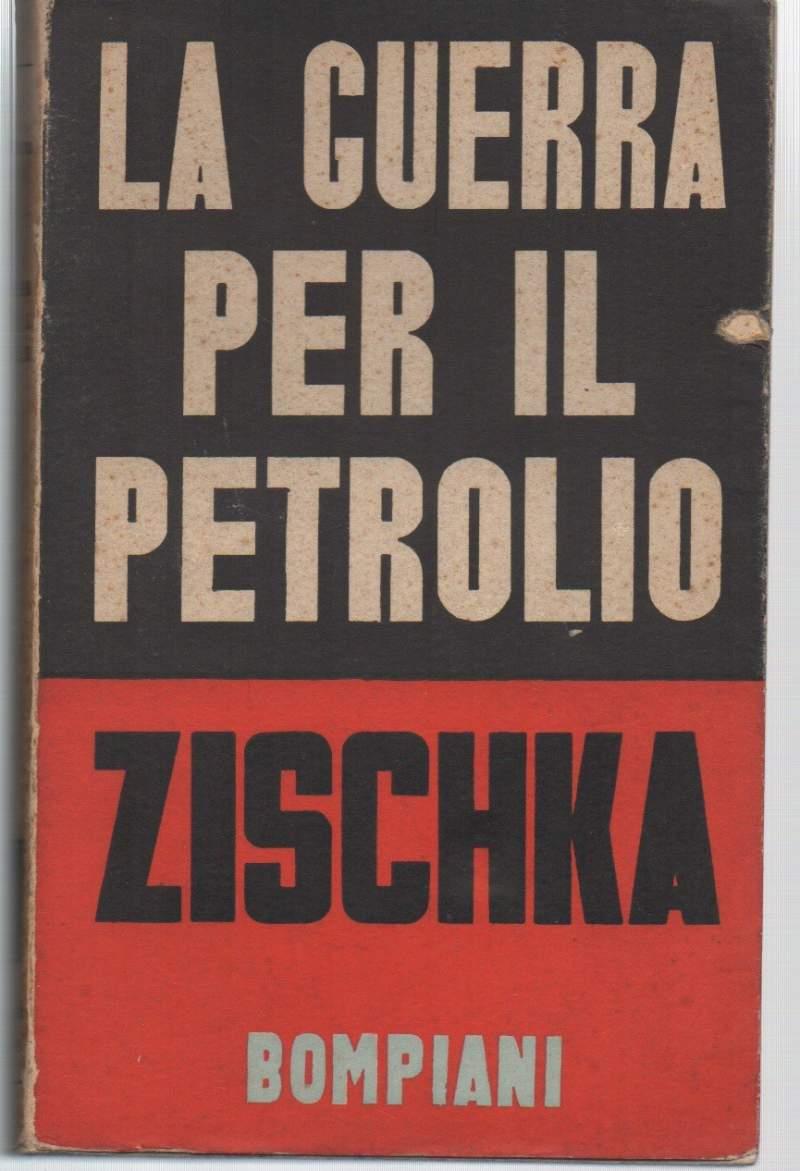 LA GUERRA
PER IL
PETROLIO
ZISCHKA
BOMPIANI